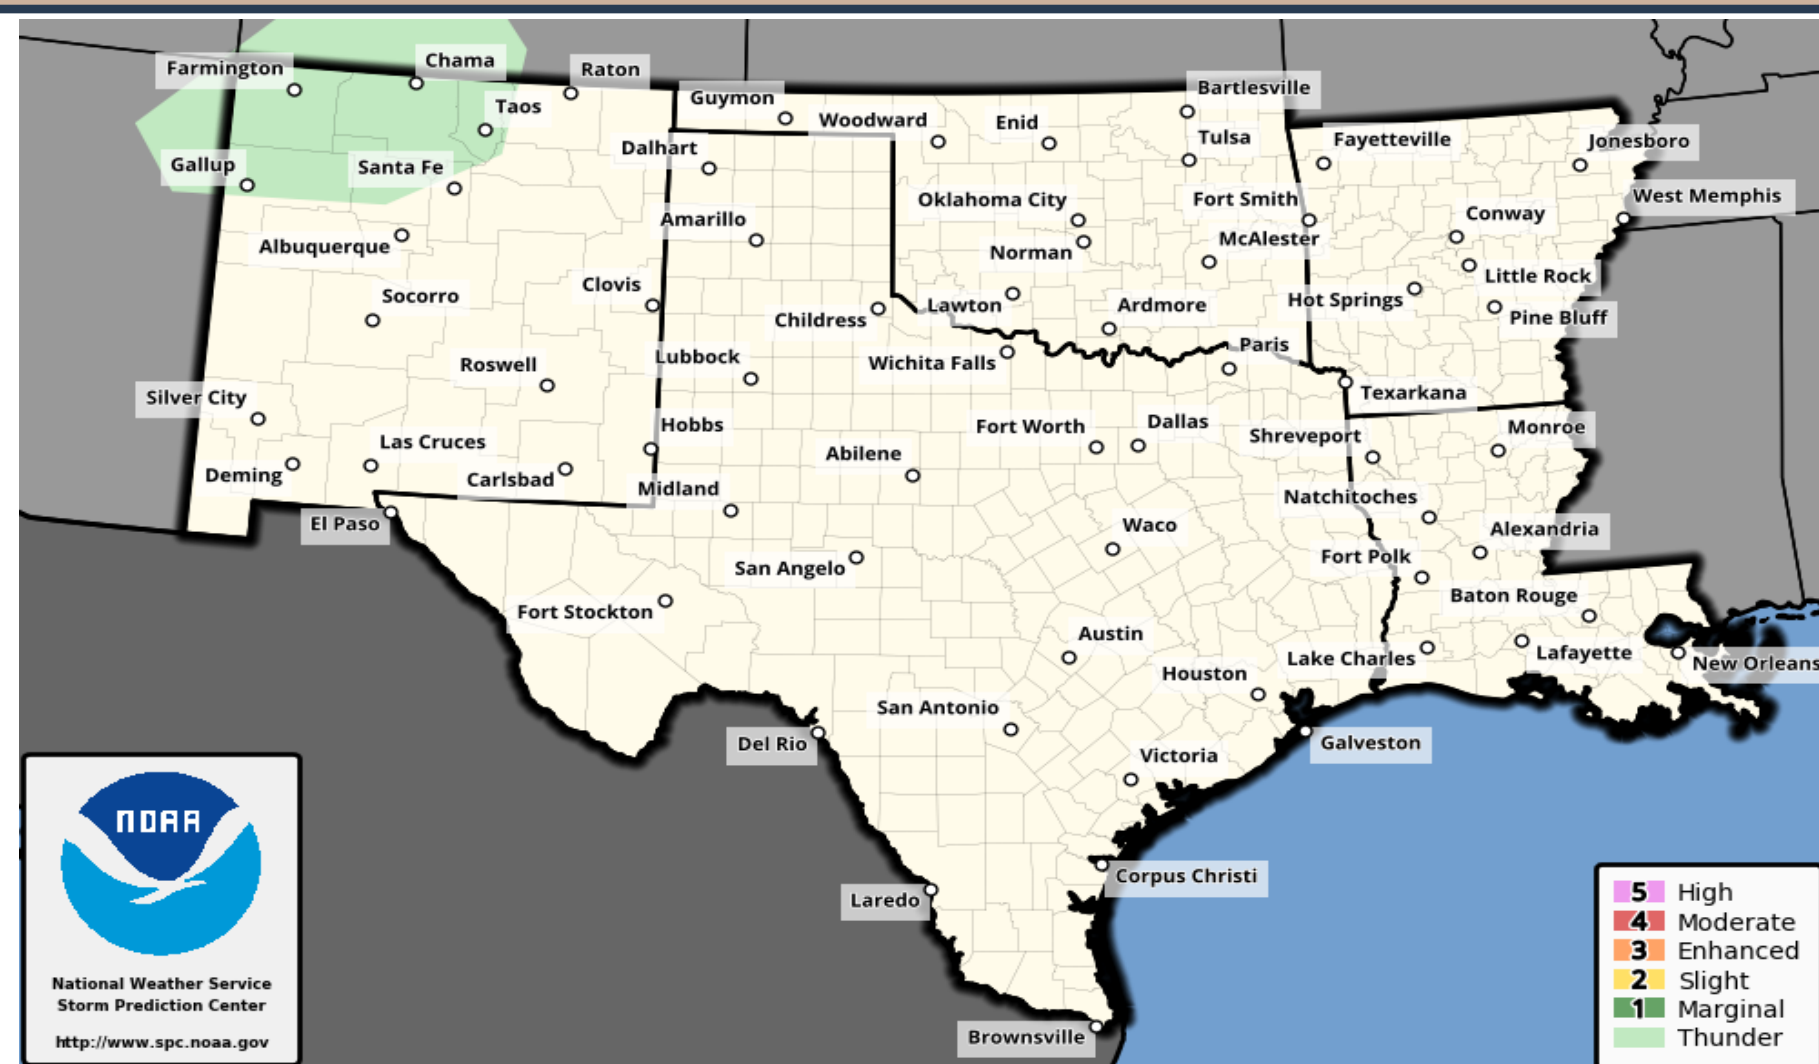 Farmington
Chama
Raton
Taos
Gallup
Santa Fe
Albuquerque
Socorro
Clovis
Roswell
Silver City
Las Cruces
Deming
Carlsbad
Hobbs
El Paso
Guymon
Woodward
Enid
Bartlesville
Tulsa
Dalhart
Amarillo
Oklahoma City
Norman
Fort Smith
McAlester
Lawton
Ardmore
Childress
Lubbock
Wichita Falls
Paris
Fayetteville
Jonesboro
West Memphis
Conway
Little Rock
Hot Springs
Pine Bluff
Texarkana
Midland
Abilene
Fort Worth
Dallas
Shreveport
Monroe
Natchitoches
Alexandria
Waco
San Angelo
Fort Polk
Baton Rouge
Fort Stockton
Austin
Lake Charles
Lafayette
New Orleans
Houston
San Antonio
Del Rio
Galveston
Victoria
Corpus Christi
Laredo
Brownsville
NOAA
National Weather Service
Storm Prediction Center
http://www.spc.noaa.gov
5 High
4 Moderate
3 Enhanced
2 Slight
1 Marginal
Thunder